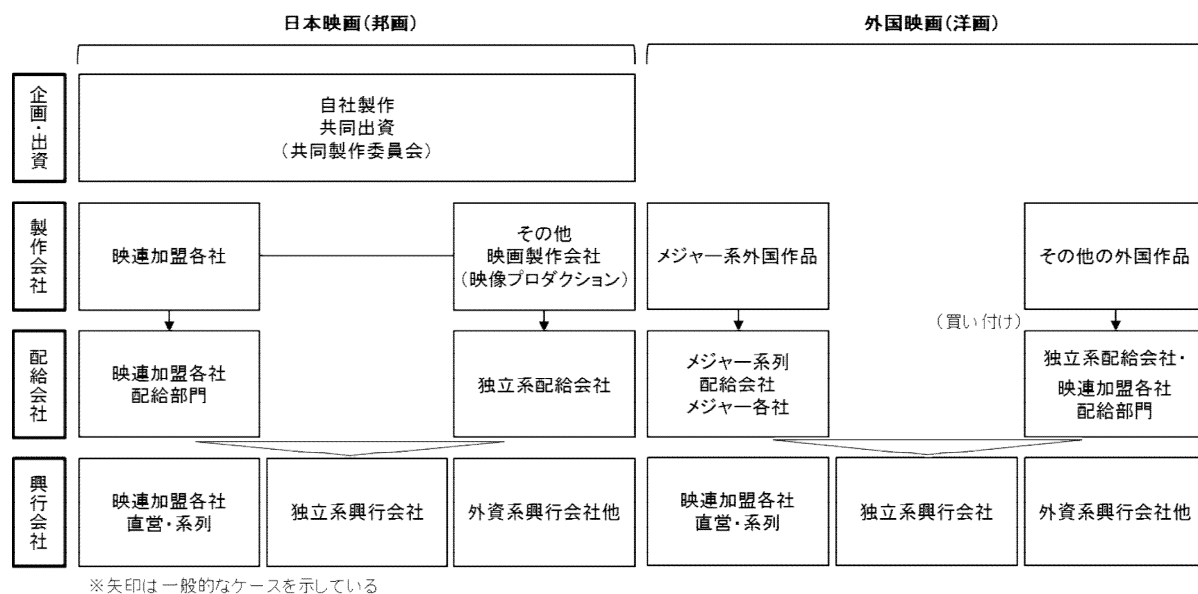 日本映画(邦画)
外国映画(洋画)
企画・出資
自社製作
共同出資
(共同製作委員会)
製作会社
映連加盟各社
その他
映画製作会社
(映像プロダクション)
メジャー系外国作品
その他の外国作品
(買い付け)
配給会社
映連加盟各社
配給部門
独立系配給会社
メジャー系列
配給会社
メジャー各社
独立系配給会社・
映連加盟各社
配給部門
興行会社
映連加盟各社
直営・系列
独立系興行会社
外資系興行会社他
映連加盟各社
直営・系列
独立系興行会社
外資系興行会社他
※矢印は一般的なケースを示している